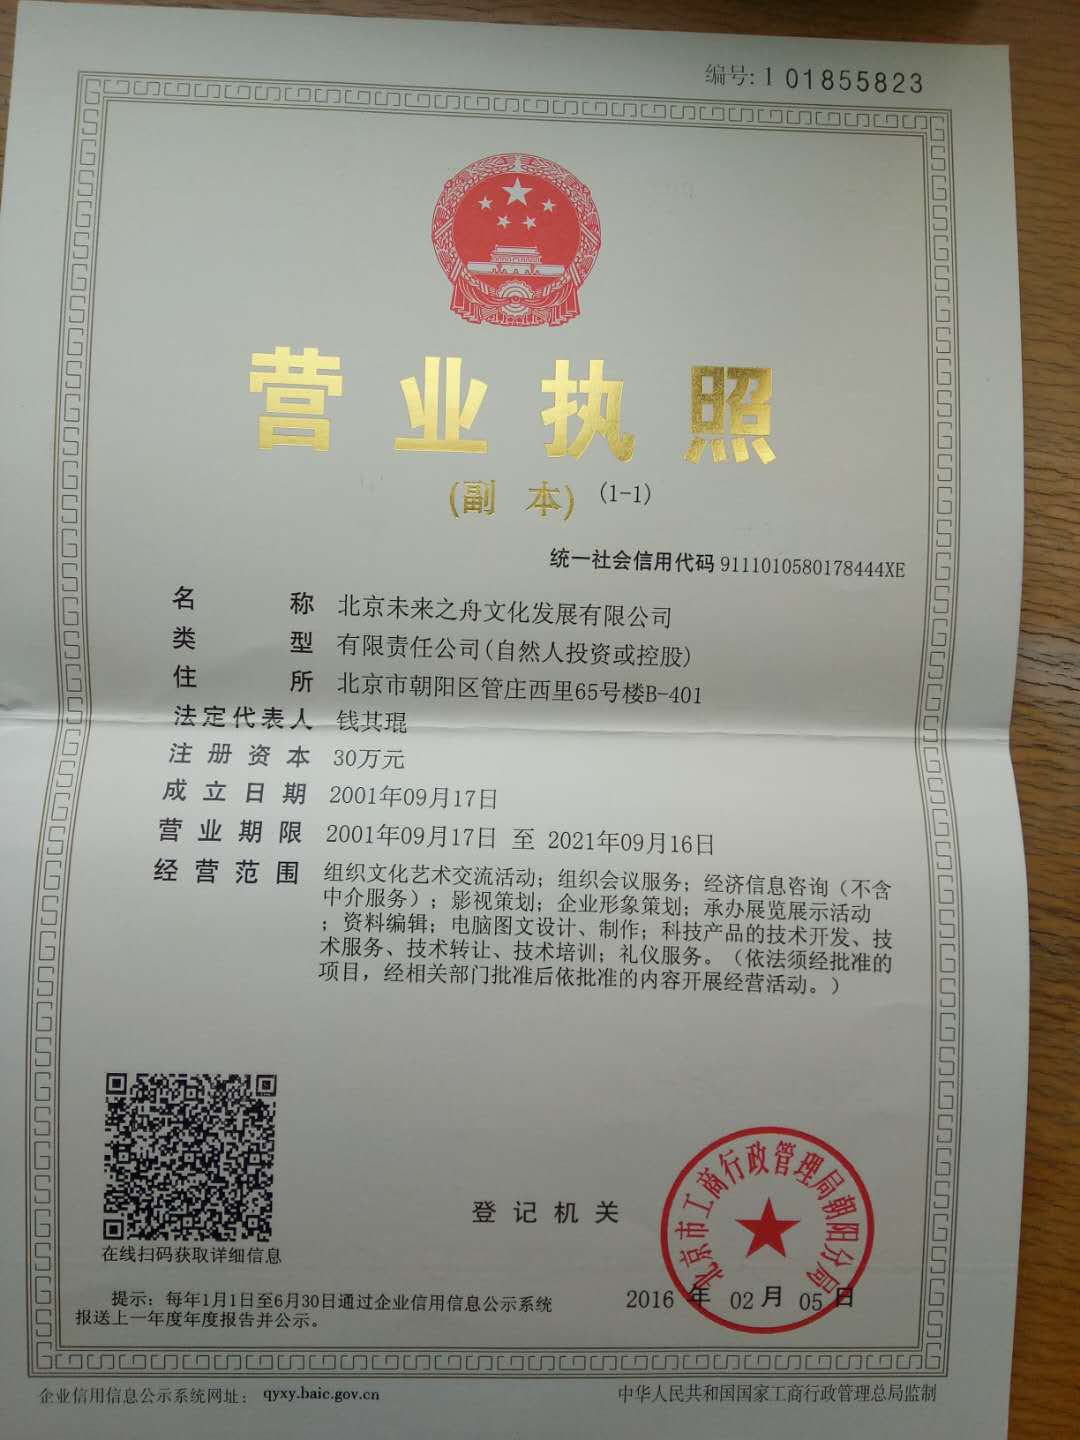 编号: 1 01855823
营业执照
(副 本) (1-1)
统一社会信用代码 91110105801784444XE
名 称 北京未来之舟文化发展有限公司
类 型 有限责任公司(自然人投资或控股)
住 所 北京市朝阳区管庄西里65号楼B-401
法定代表人 钱其琨
注册资本 30万元
成立日期 2001年09月17日
营业期限 2001年09月17日 至 2021年09月16日
经营范围 组织文化艺术交流活动；组织会议服务；经济信息咨询（不含
中介服务）；影视策划；企业形象策划；承办展览展示活动
；资料编辑；电脑图文设计、制作；科技产品的技术开发、技
术服务、技术转让、技术培训；礼仪服务。（依法须经批准的
项目，经相关部门批准后依批准的内容开展经营活动。）
在线扫码获取详细信息
登记机关
北京市工商行政管理局朝阳分局
2016 年 02 月 05 日
提示：每年1月1日至6月30日通过企业信用信息公示系统
报送上一年度年度报告并公示。
企业信用信息公示系统网址： qyxy.baic.gov.cn
中华人民共和国国家工商行政管理总局监制